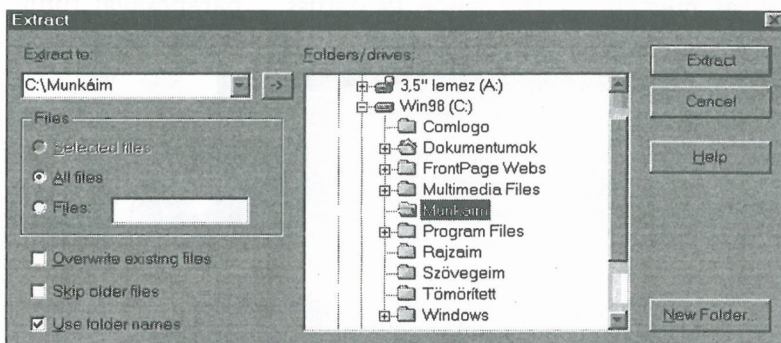 Extract
Extract to:
C:\Munkáim
->
Files
Selected files
All files
Files:
Overwrite existing files
Skip older files
Use folder names
Folders/drives:
3,5" lemez (A:)
Win98 (C:)
Comlogo
Dokumentumok
FrontPage Webs
Multimedia Files
Munkáim
Program Files
Rajzaim
Szövegeim
Tömörített
Windows
Extract
Cancel
Help
New Folder...